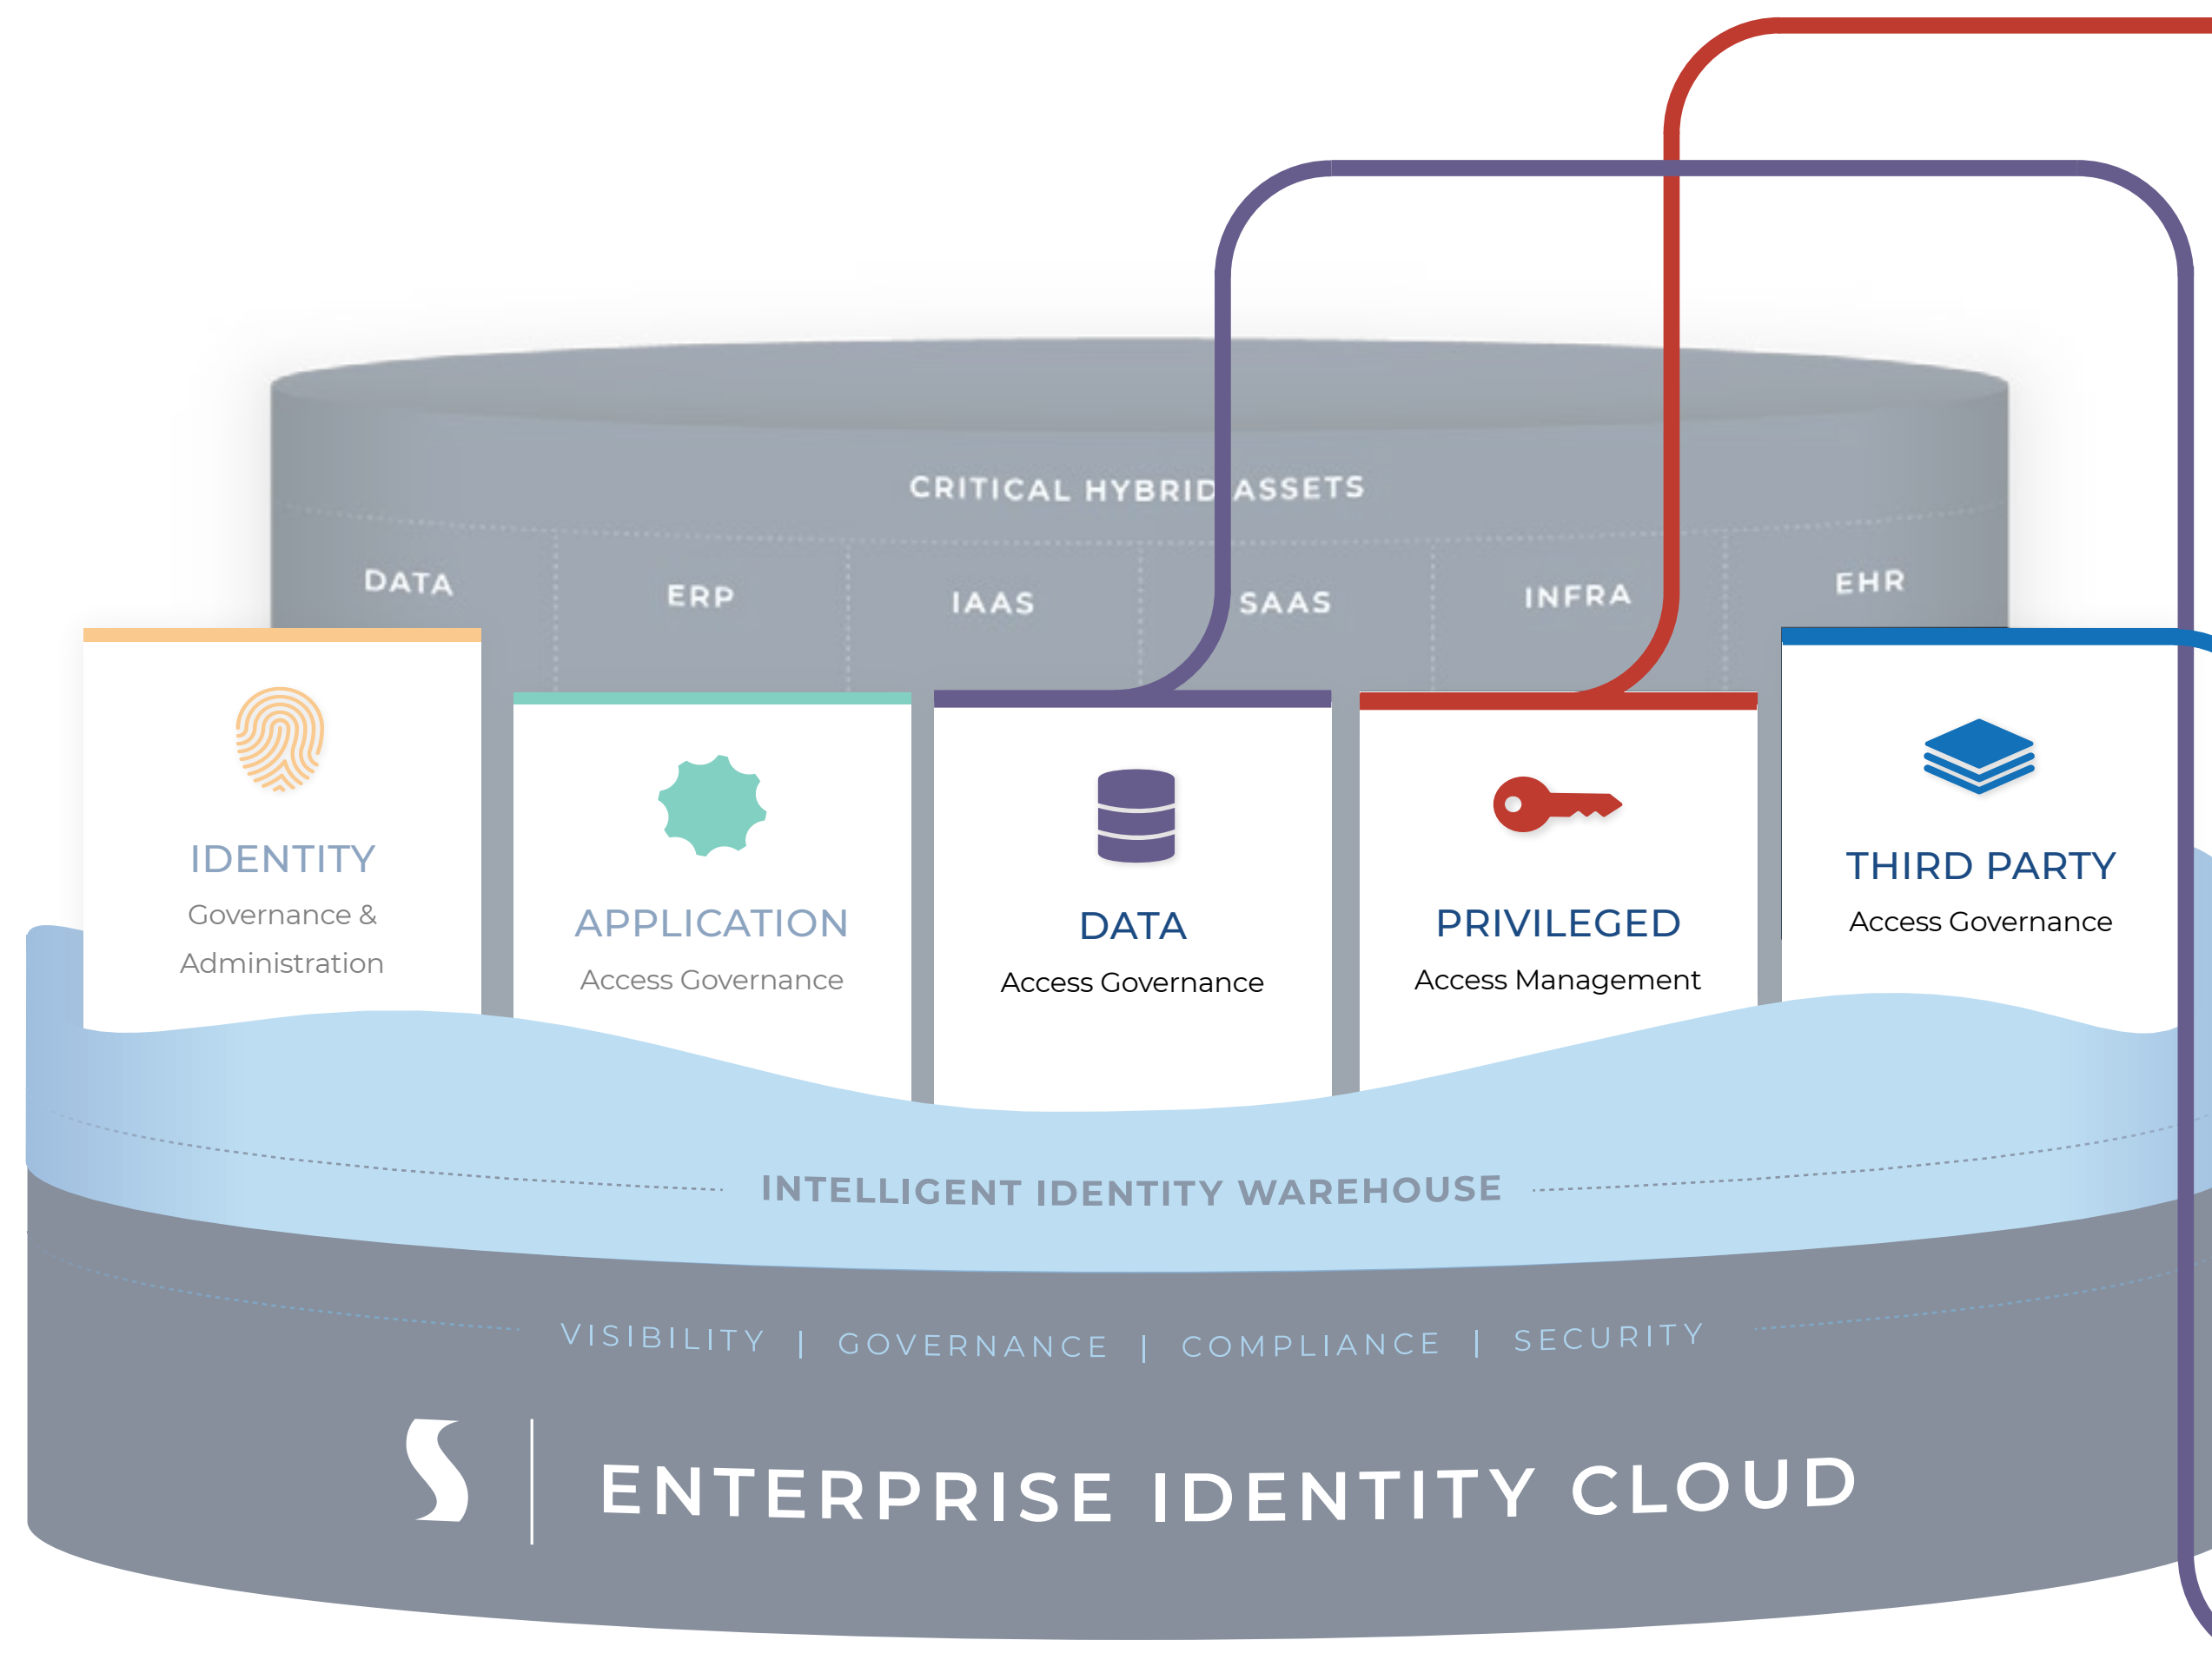 CRITICAL HYBRID ASSETS
DATA
ERP
IAAS
SAAS
INFRA
EHR
IDENTITY
Governance &
Administration
APPLICATION
Access Governance
DATA
Access Governance
PRIVILEGED
Access Management
THIRD PARTY
Access Governance
INTELLIGENT IDENTITY WAREHOUSE
VISIBILITY | GOVERNANCE | COMPLIANCE | SECURITY
S | ENTERPRISE IDENTITY CLOUD